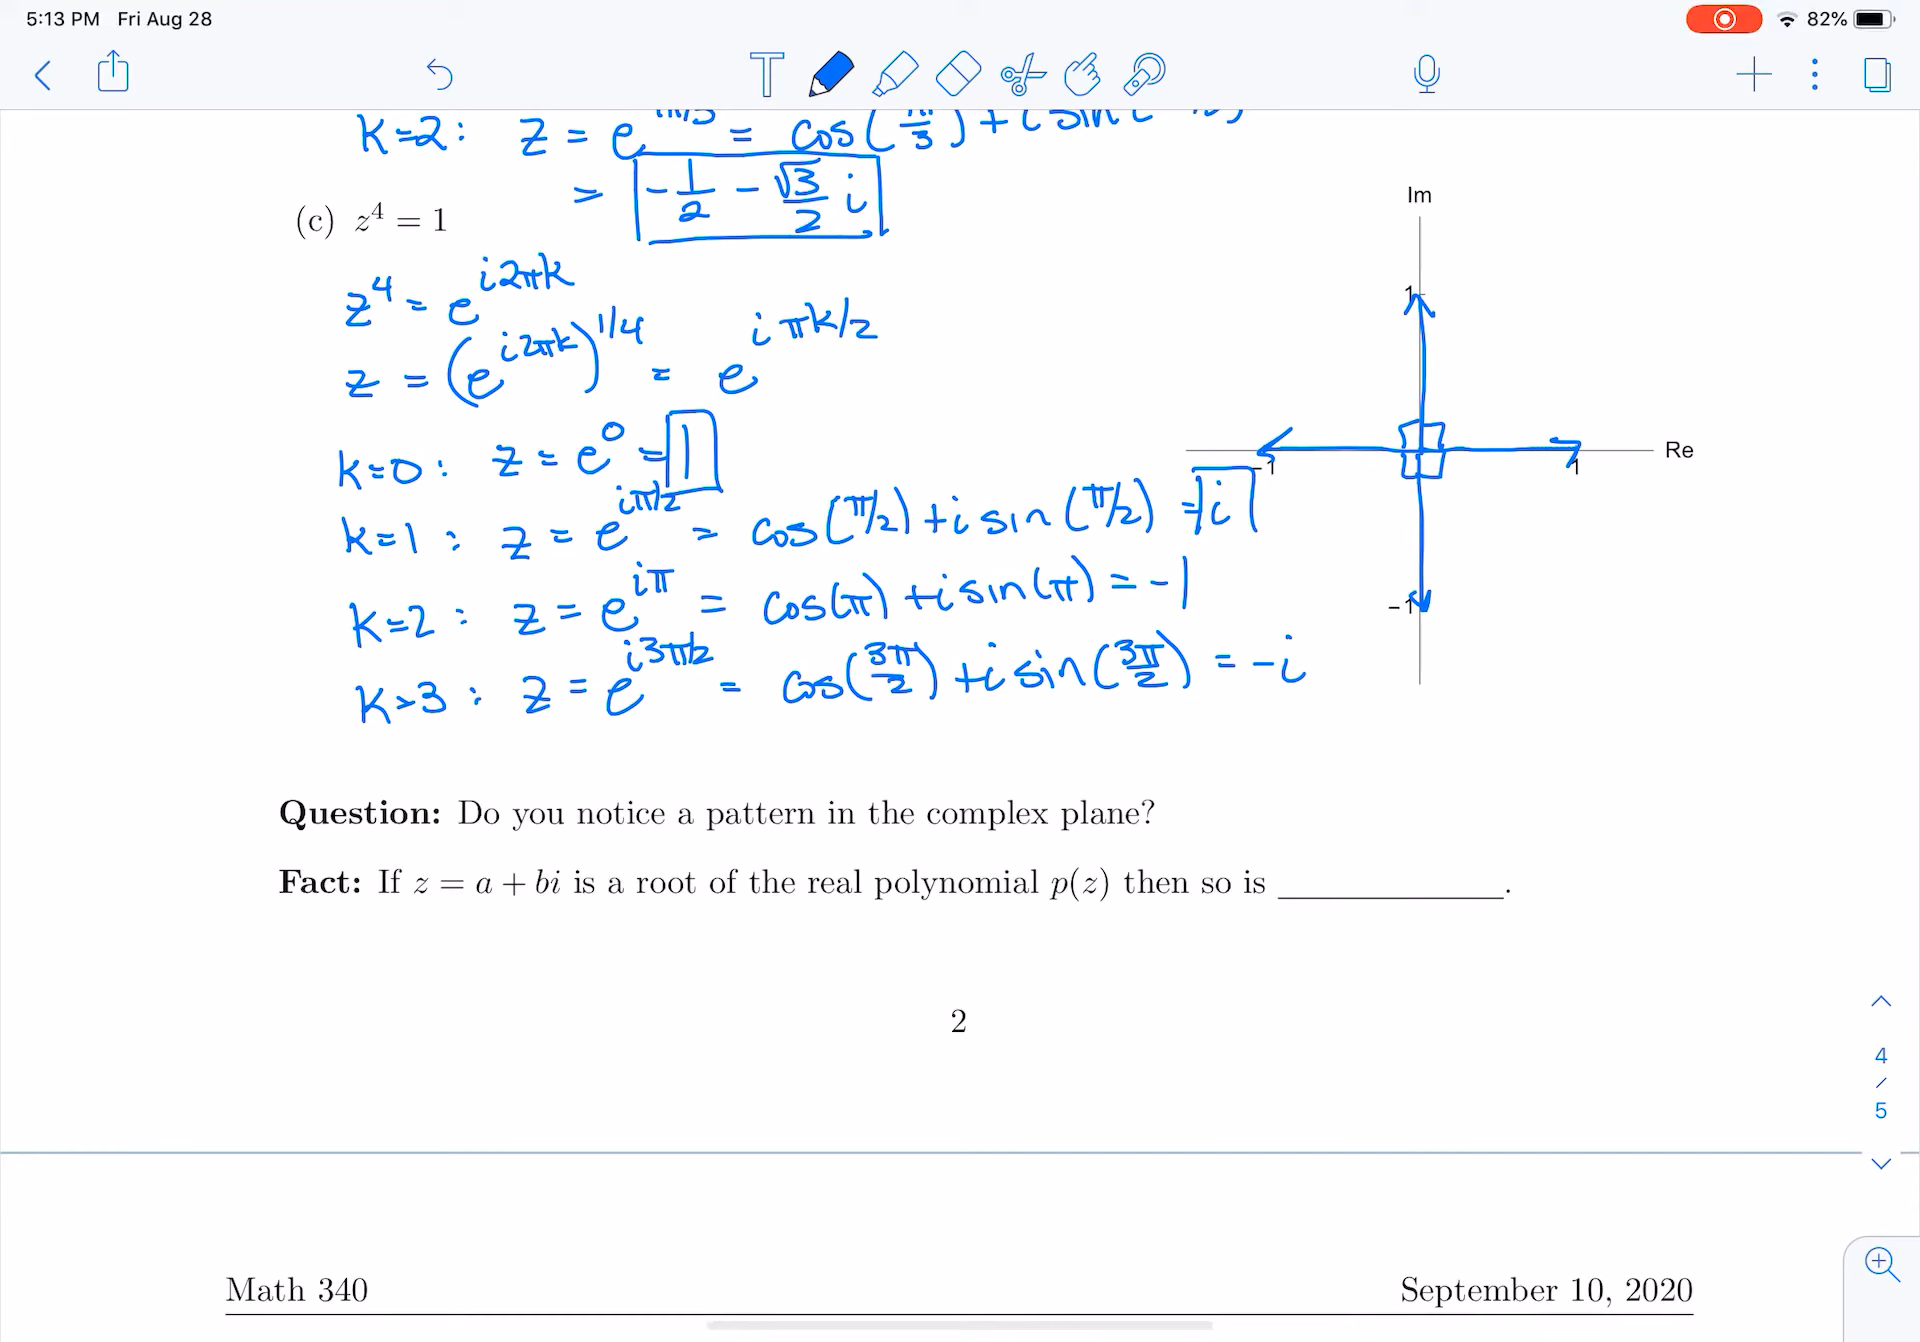 5:13 PM Fri Aug 28
82%
T
k=2: z = e = cos( /3) + i sin
= -1/2 - √3/2 i
(c) z⁴ = 1
z⁴ = e^{i2πk}
z = (e^{i2πk})^{1/4} = e^{iπk/2}
k=0: z = e⁰ = 1
k=1: z = e^{iπ/2} = cos(π/2) + i sin(π/2) = i
k=2: z = e^{iπ} = cos(π) + i sin(π) = -1
k=3: z = e^{i3π/2} = cos(3π/2) + i sin(3π/2) = -i
Im
1
-1 1 Re
-1
Question: Do you notice a pattern in the complex plane?
Fact: If z = a + bi is a root of the real polynomial p(z) then so is ____________.
2
4
/
5
Math 340 September 10, 2020